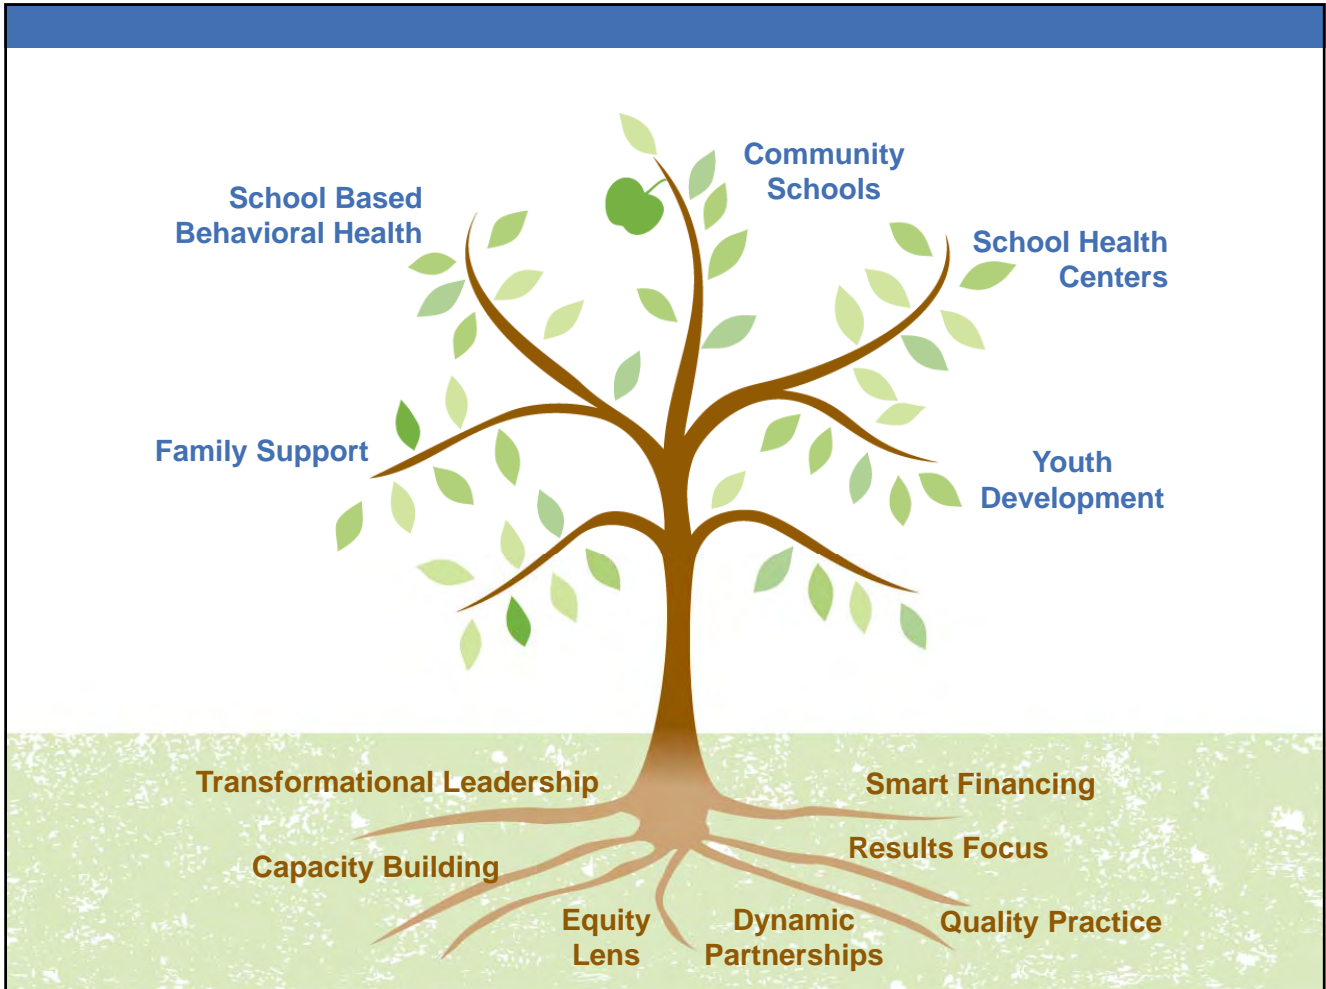 Community
Schools
School Based
Behavioral Health
School Health
Centers
Family Support
Youth
Development
Transformational Leadership
Smart Financing
Capacity Building
Results Focus
Equity
Lens
Dynamic
Partnerships
Quality Practice